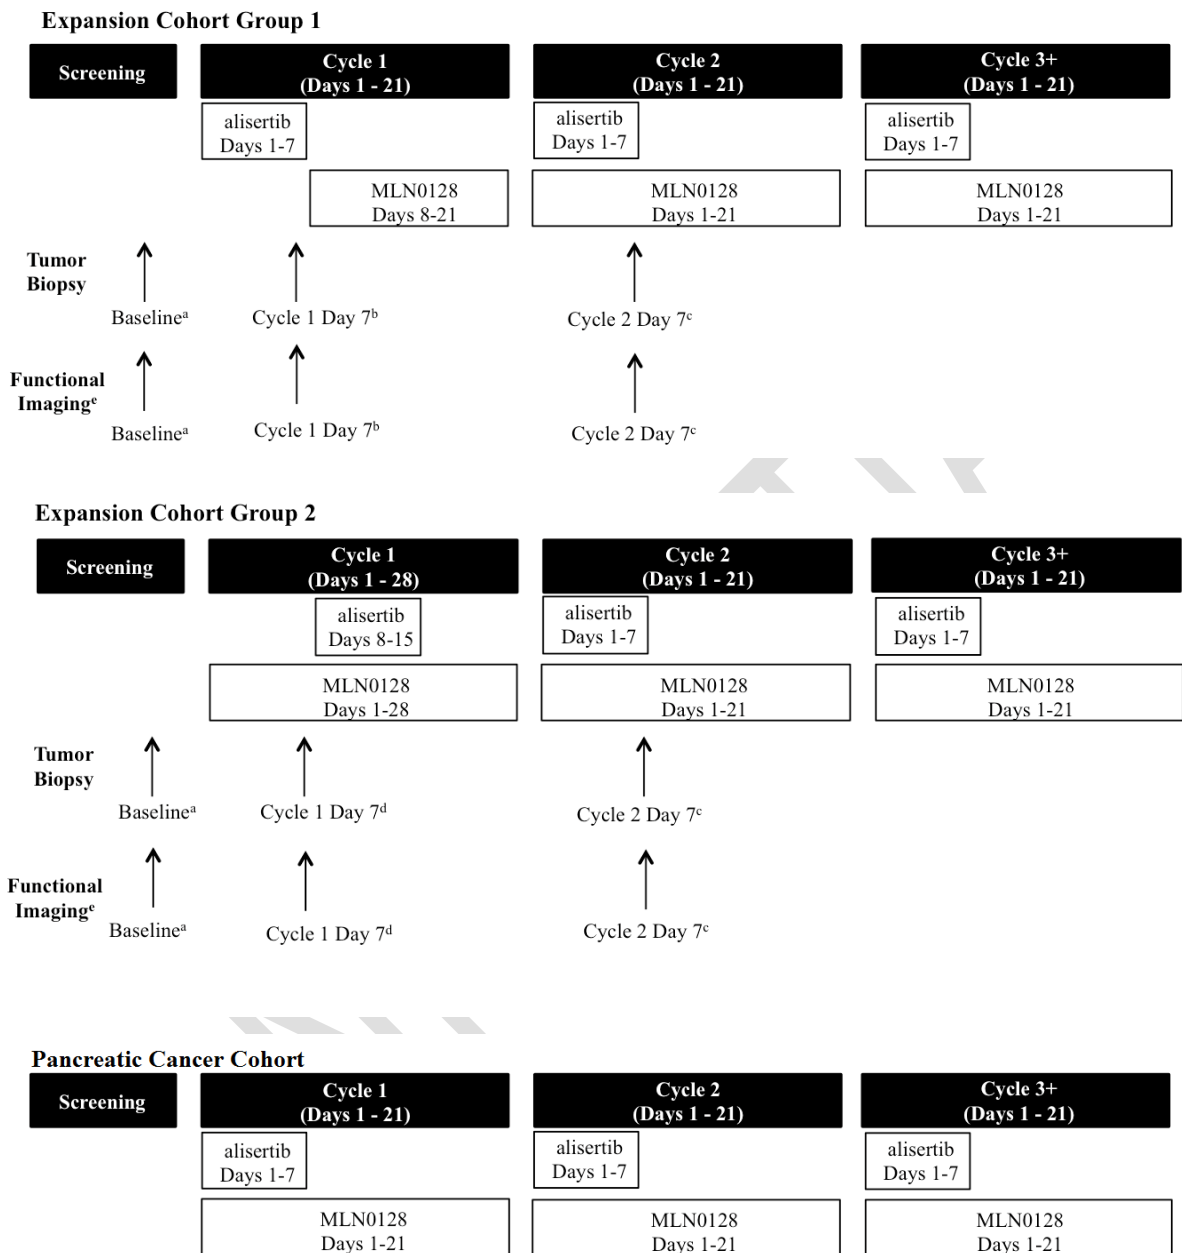 Expansion Cohort Group 1
Screening
Cycle 1
(Days 1 - 21)
Cycle 2
(Days 1 - 21)
Cycle 3+
(Days 1 - 21)
alisertib
Days 1-7
alisertib
Days 1-7
alisertib
Days 1-7
MLN0128
Days 8-21
MLN0128
Days 1-21
MLN0128
Days 1-21
Tumor
Biopsy
Baselineᵃ
Cycle 1 Day 7ᵇ
Cycle 2 Day 7ᶜ
Functional
Imagingᵉ
Baselineᵃ
Cycle 1 Day 7ᵇ
Cycle 2 Day 7ᶜ
Expansion Cohort Group 2
Screening
Cycle 1
(Days 1 - 28)
Cycle 2
(Days 1 - 21)
Cycle 3+
(Days 1 - 21)
alisertib
Days 8-15
alisertib
Days 1-7
alisertib
Days 1-7
MLN0128
Days 1-28
MLN0128
Days 1-21
MLN0128
Days 1-21
Tumor
Biopsy
Baselineᵃ
Cycle 1 Day 7ᵈ
Cycle 2 Day 7ᶜ
Functional
Imagingᵉ
Baselineᵃ
Cycle 1 Day 7ᵈ
Cycle 2 Day 7ᶜ
Pancreatic Cancer Cohort
Screening
Cycle 1
(Days 1 - 21)
Cycle 2
(Days 1 - 21)
Cycle 3+
(Days 1 - 21)
alisertib
Days 1-7
alisertib
Days 1-7
alisertib
Days 1-7
MLN0128
Days 1-21
MLN0128
Days 1-21
MLN0128
Days 1-21